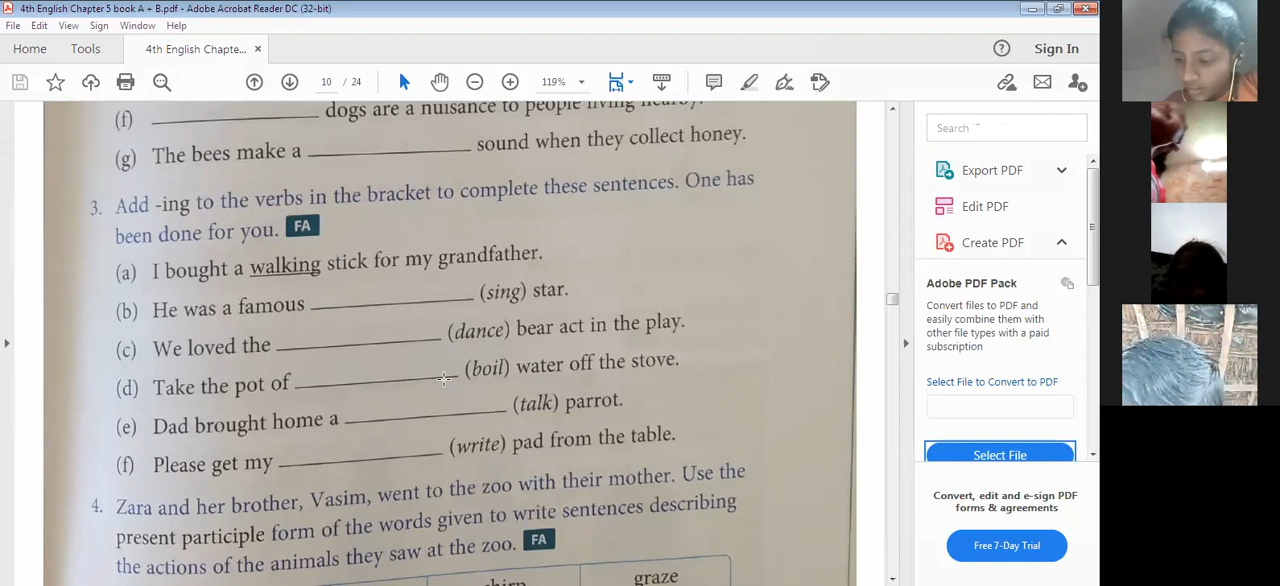 4th English Chapter 5 book A + B.pdf - Adobe Acrobat Reader DC (32-bit)
File Edit View Sign Window Help
Home Tools 4th English Chapte... × Sign In
10 / 24 119%
(f) ____________ dogs are a nuisance to people living nearby.
(g) The bees make a ____________ sound when they collect honey.
3. Add -ing to the verbs in the bracket to complete these sentences. One has
been done for you. FA
(a) I bought a walking stick for my grandfather.
(b) He was a famous ____________ (sing) star.
(c) We loved the ____________ (dance) bear act in the play.
(d) Take the pot of ____________ (boil) water off the stove.
(e) Dad brought home a ____________ (talk) parrot.
(f) Please get my ____________ (write) pad from the table.
4. Zara and her brother, Vasim, went to the zoo with their mother. Use the
present participle form of the words given to write sentences describing
the actions of the animals they saw at the zoo. FA
chirp graze
Search
Export PDF
Edit PDF
Create PDF
Adobe PDF Pack
Convert files to PDF and
easily combine them with
other file types with a paid
subscription
Select File to Convert to PDF
Select File
Convert, edit and e-sign PDF
forms & agreements
Free 7-Day Trial